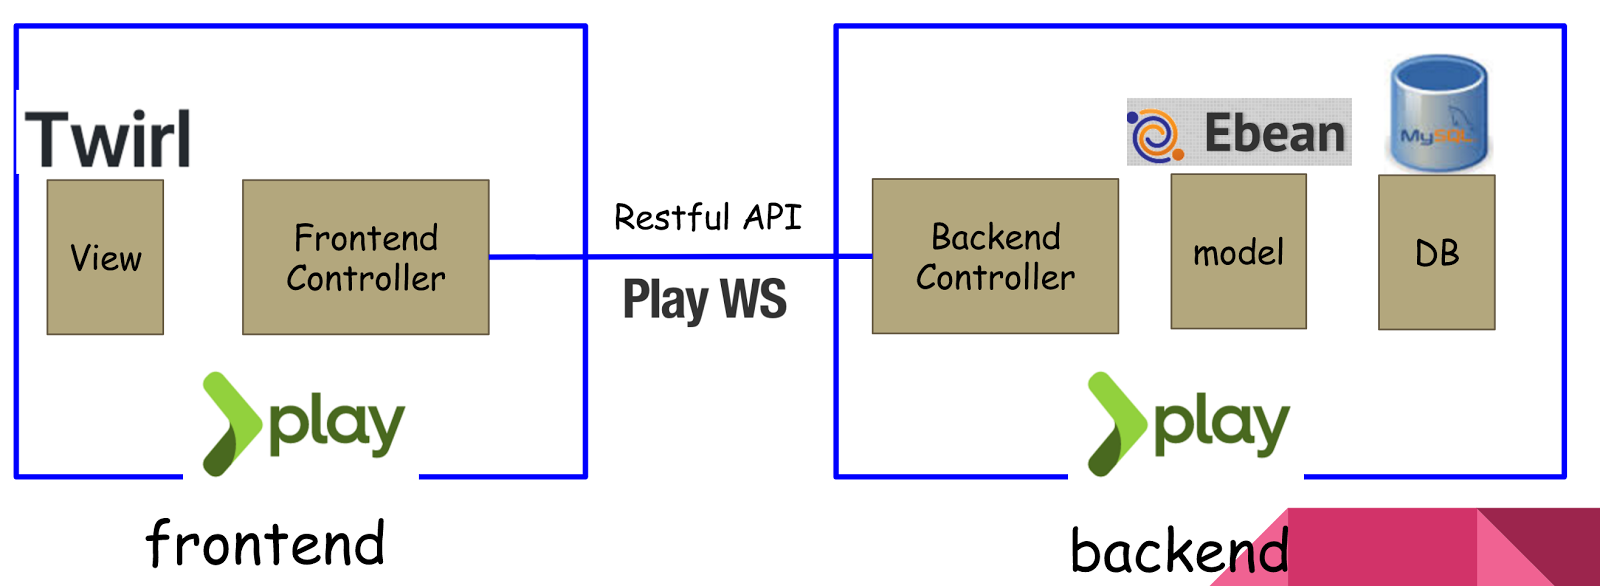 Twirl
View
Frontend
Controller
play
frontend
Restful API
Play WS
Ebean
MySQL
Backend
Controller
model
DB
play
backend